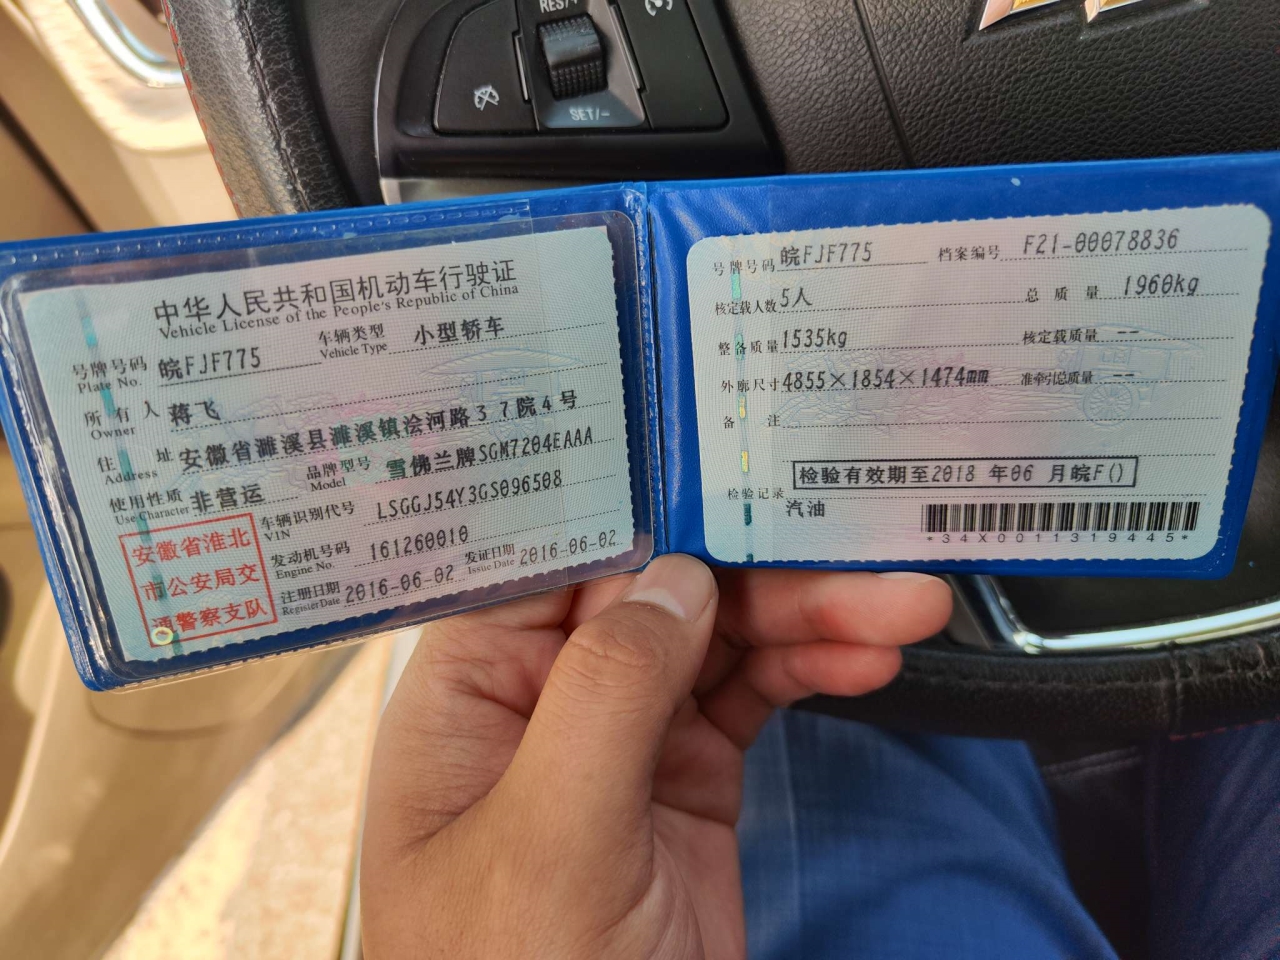 RES/+
SET/-
中华人民共和国机动车行驶证
Vehicle License of the People's Republic of China
号牌号码 皖FJF775 车辆类型 小型轿车
Plate No. Vehicle Type
所有人 蒋飞
Owner
住址 安徽省濉溪县濉溪镇浍河路37院4号
Address
使用性质 非营运 品牌型号 雪佛兰牌SGM7204EAAA
Use Character Model
车辆识别代号 LSGGJ54Y3GS096508
VIN
发动机号码 161260010
Engine No.
注册日期 2016-06-02 发证日期 2016-06-02
Register Date Issue Date
安徽省淮北
市公安局交
通警察支队
号牌号码 皖FJF775 档案编号 F21-00078836
核定载人数 5人 总质量 1960kg
整备质量 1535kg 核定载质量 --
外廓尺寸 4855×1854×1474mm 准牵引总质量 --
备注
检验有效期至2018 年06 月皖F()
检验记录
汽油
*34X0011319445*